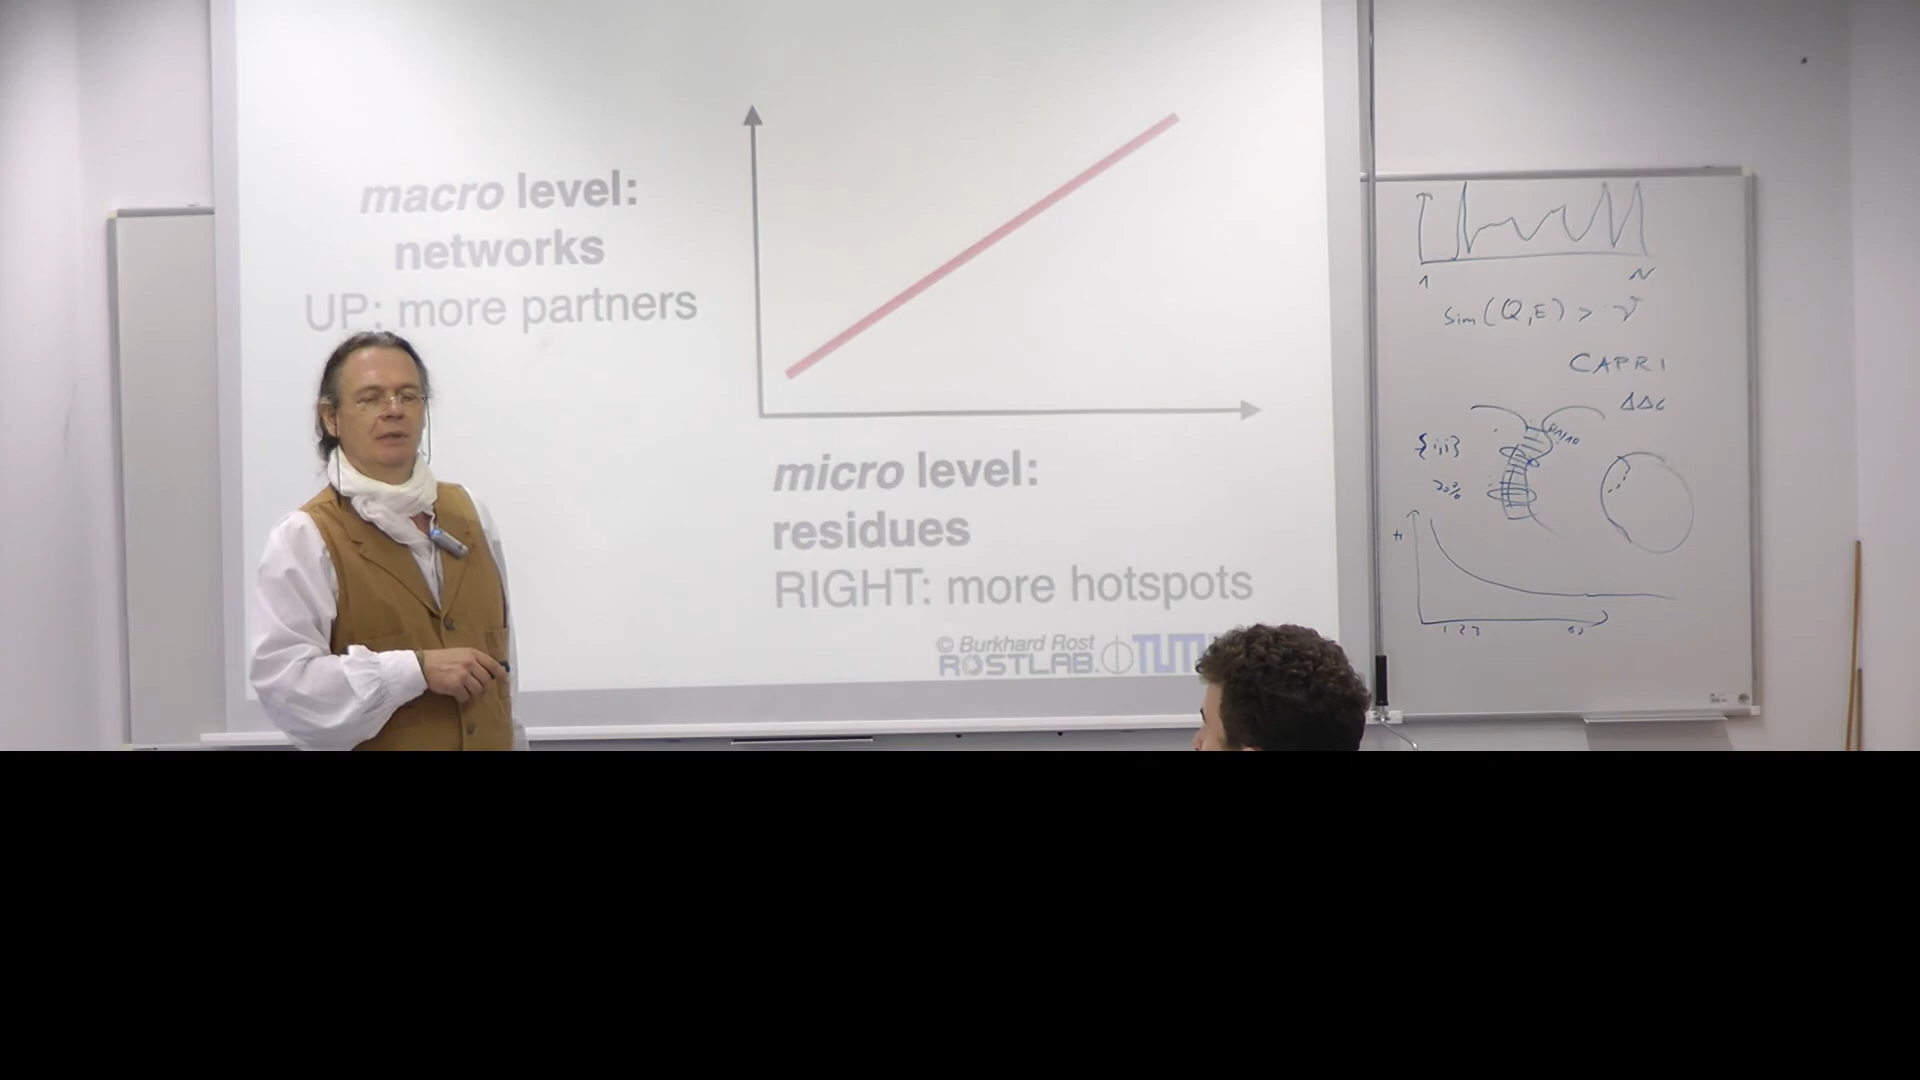 macro level:
networks
UP: more partners
micro level:
residues
RIGHT: more hotspots
© Burkhard Rost
ROSTLAB.
TUM
1
N
Sim(Q,E) >
CAPRI
ΔΔG
{i,j}
1 2 3